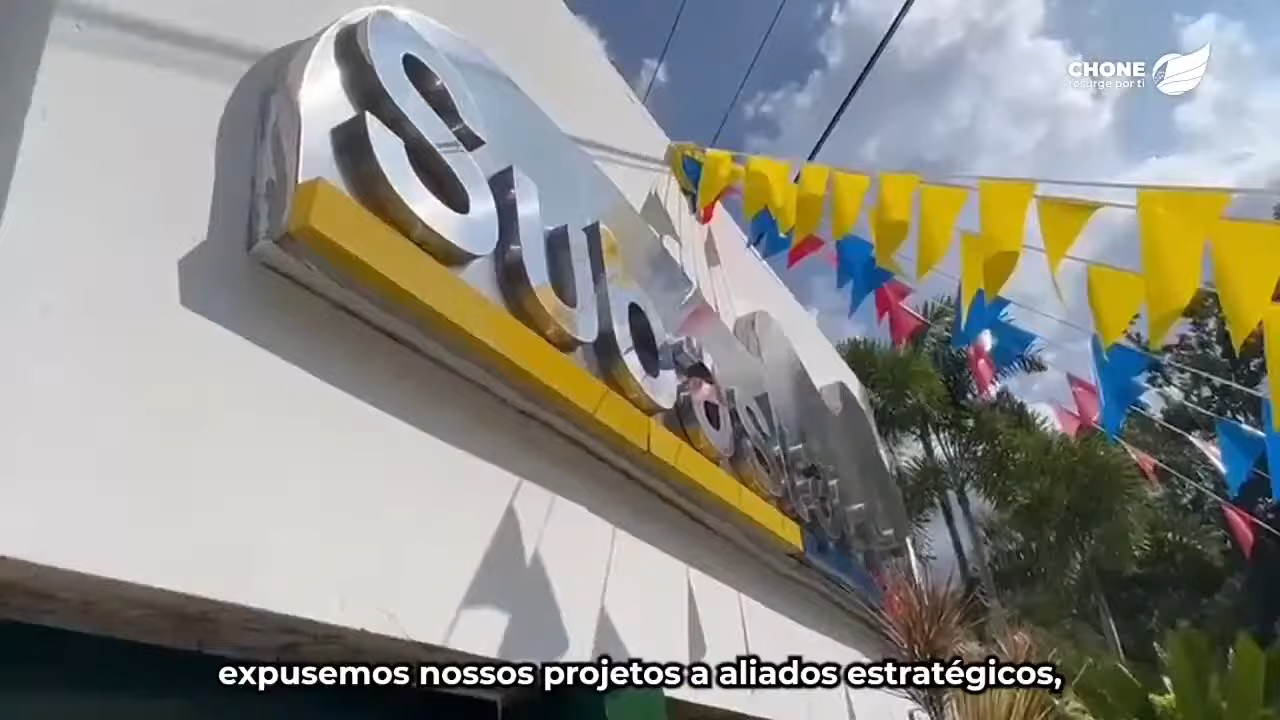 CHONE
resurge por ti
expusemos nossos projetos a aliados estratégicos,